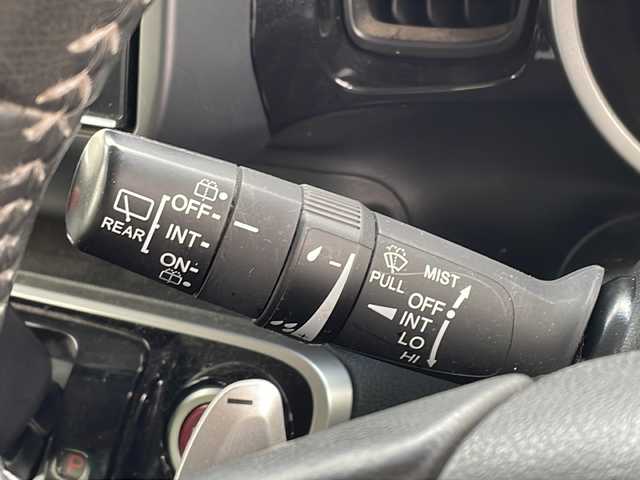 OFF
REAR
INT
ON
PULL
MIST
OFF
INT
LO
HI
P